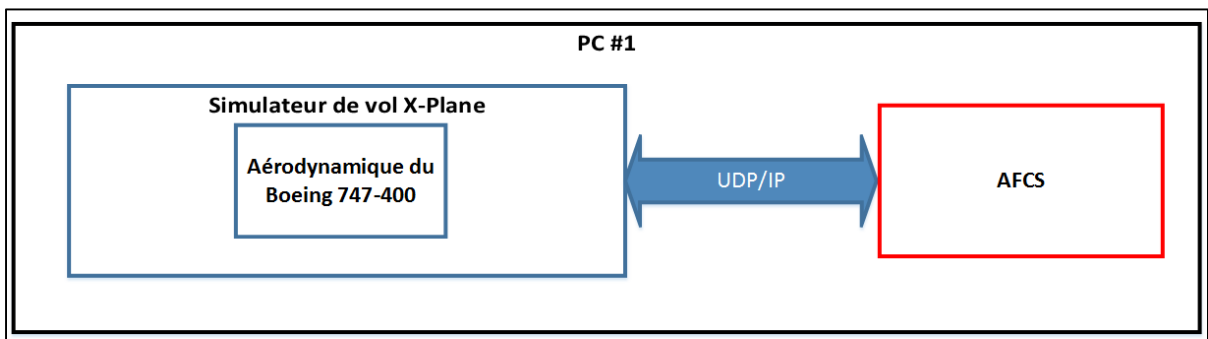 PC #1
Simulateur de vol X-Plane
Aérodynamique du
Boeing 747-400
UDP/IP
AFCS